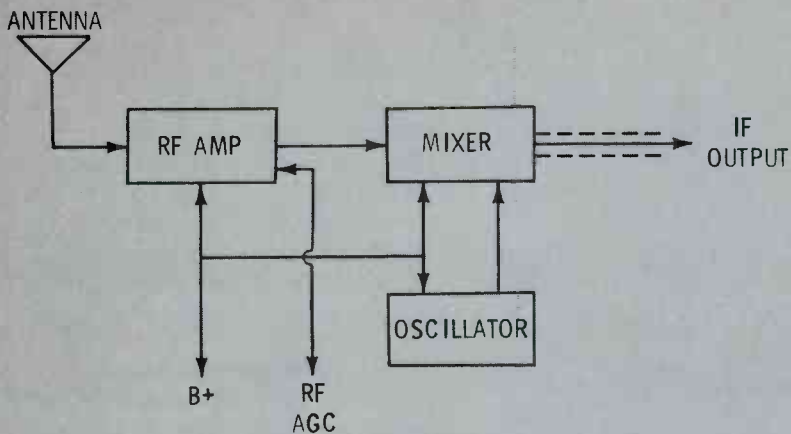 ANTENNA
RF AMP
MIXER
IF
OUTPUT
OSCILLATOR
B+
RF
AGC